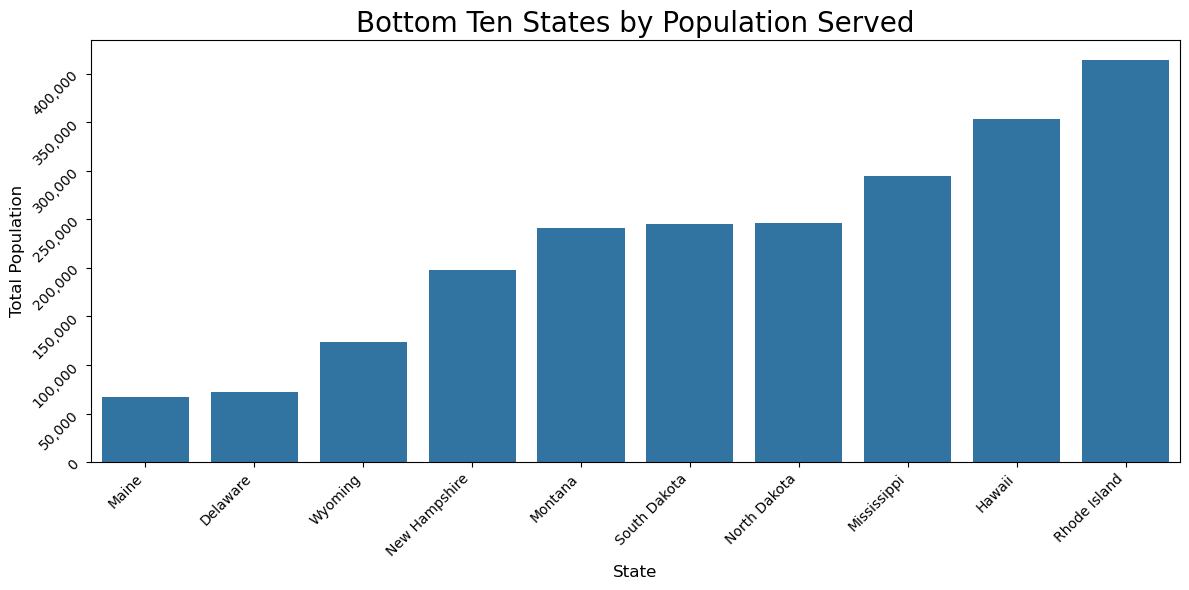 Bottom Ten States by Population Served
Total Population
400,000
350,000
300,000
250,000
200,000
150,000
100,000
50,000
0
Maine
Delaware
Wyoming
New Hampshire
Montana
South Dakota
North Dakota
Mississippi
Hawaii
Rhode Island
State